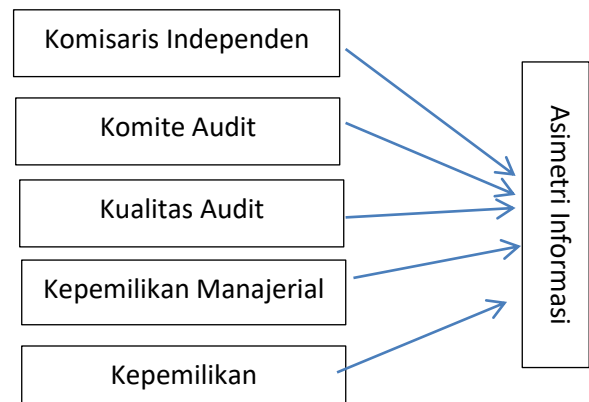 Komisaris Independen
Komite Audit
Kualitas Audit
Kepemilikan Manajerial
Kepemilikan
Asimetri Informasi